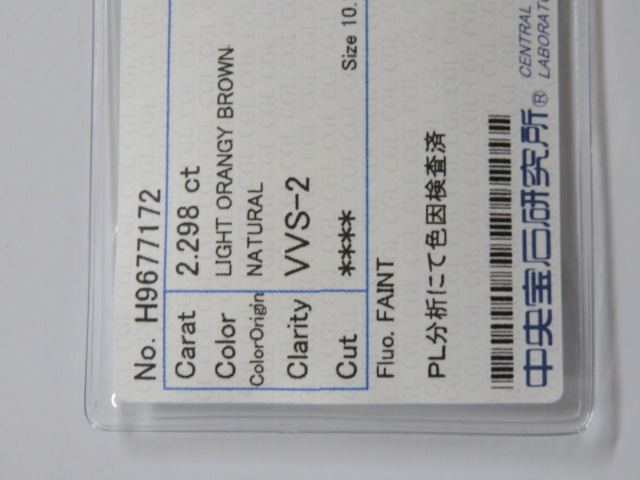 No. H9677172
Carat 2.298 ct
Color LIGHT ORANGY BROWN
ColorOrigin NATURAL
Clarity VVS-2
Cut **** Size 10.
Fluo. FAINT
PL分析にて色因検査済
中央宝石研究所®
CENTRAL
LABORATO